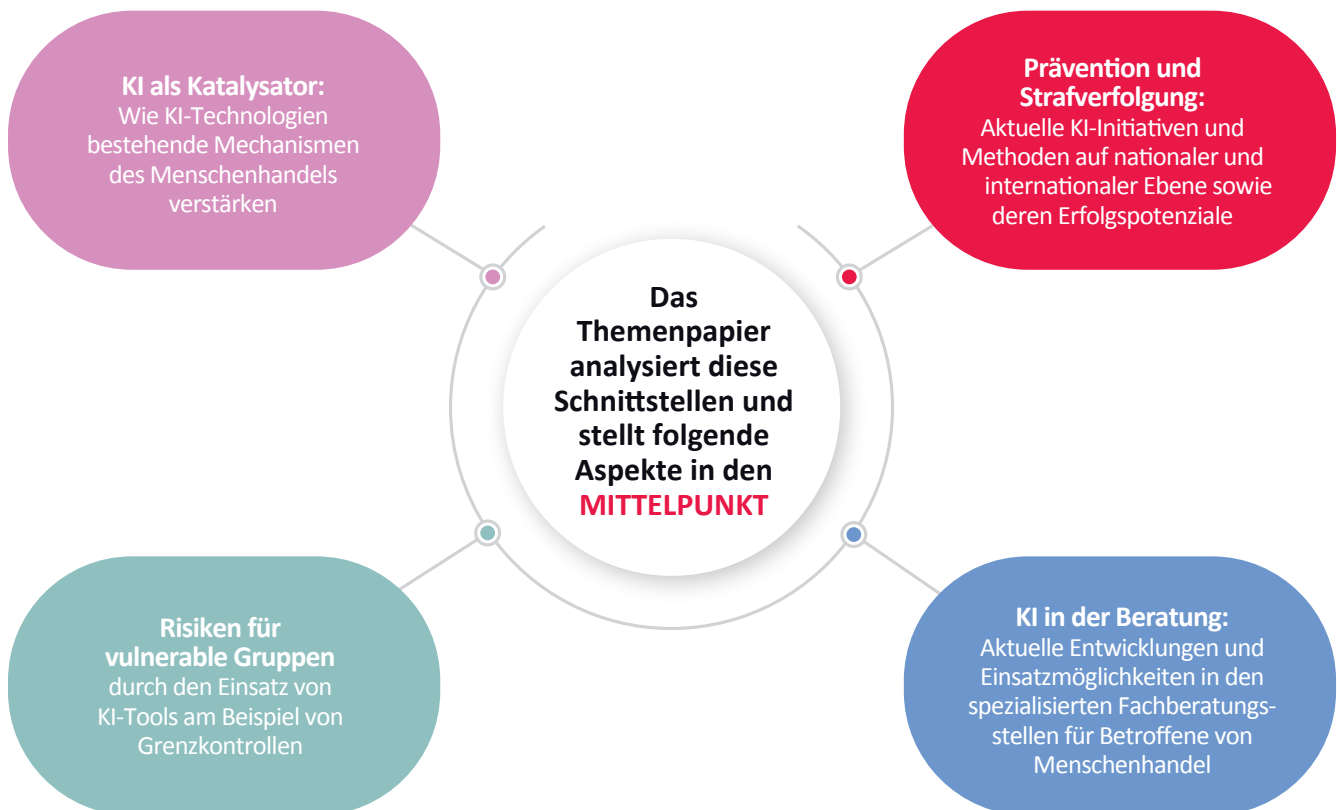 KI als Katalysator:
Wie KI-Technologien
bestehende Mechanismen
des Menschenhandels
verstärken
Prävention und
Strafverfolgung:
Aktuelle KI-Initiativen und
Methoden auf nationaler und
internationaler Ebene sowie
deren Erfolgspotenziale
Das
Themenpapier
analysiert diese
Schnittstellen und
stellt folgende
Aspekte in den
MITTELPUNKT
Risiken für
vulnerable Gruppen
durch den Einsatz von
KI-Tools am Beispiel von
Grenzkontrollen
KI in der Beratung:
Aktuelle Entwicklungen und
Einsatzmöglichkeiten in den
spezialisierten Fachberatungs-
stellen für Betroffene von
Menschenhandel